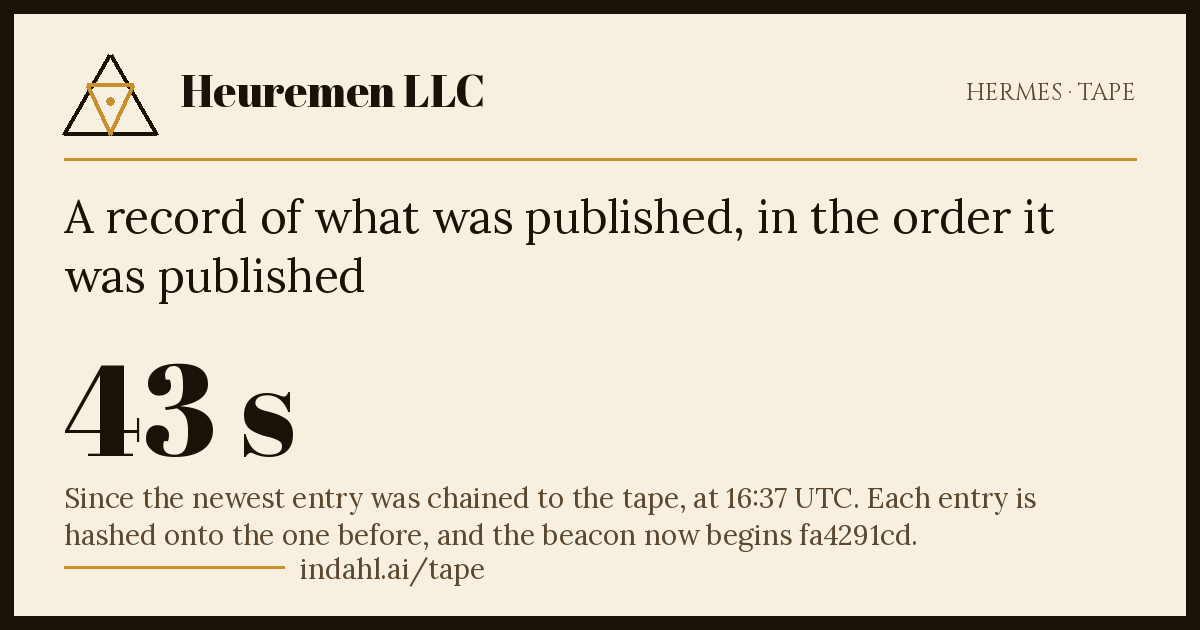 Heuremen LLC
HERMES · TAPE
A record of what was published, in the order it
was published
43 s
Since the newest entry was chained to the tape, at 16:37 UTC. Each entry is
hashed onto the one before, and the beacon now begins fa4291cd.
indahl.ai/tape